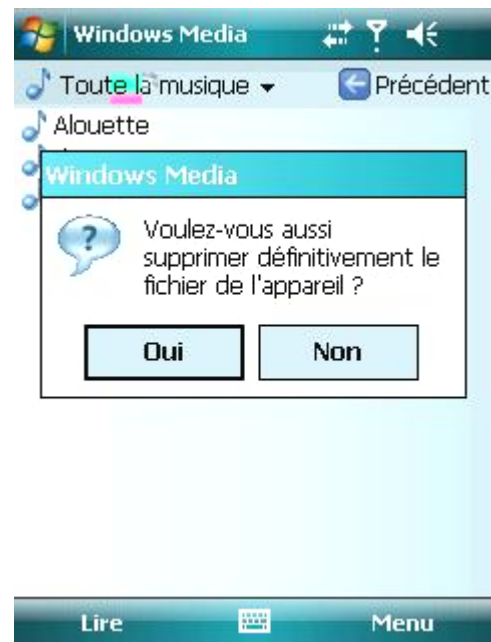 Windows Media
Toute la musique
Précédent
Alouette
Windows Media
Voulez-vous aussi
supprimer définitivement le
fichier de l'appareil ?
Oui
Non
Lire
Menu